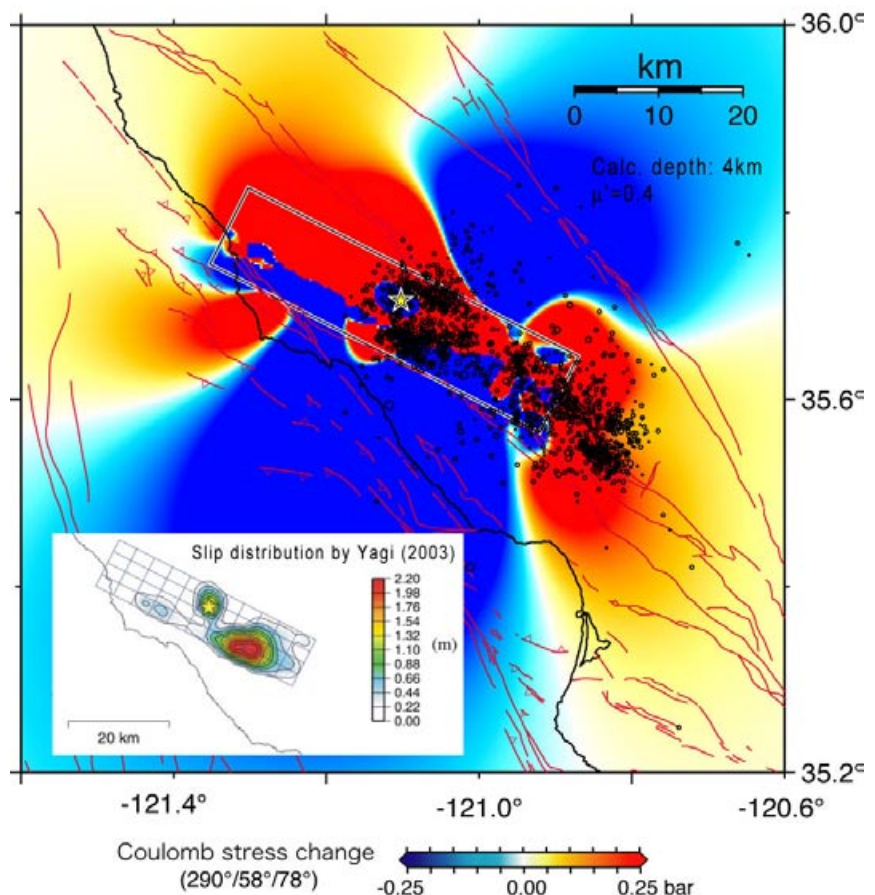 36.0°
km
0 10 20
Calc. depth: 4km
μ'=0.4
35.6°
Slip distribution by Yagi (2003)
2.20
1.98
1.76
1.54
1.32
1.10
0.88
0.66
0.44
0.22
0.00
(m)
20 km
35.2°
-121.4° -121.0° -120.6°
Coulomb stress change
(290°/58°/78°)
-0.25 0.00 0.25 bar